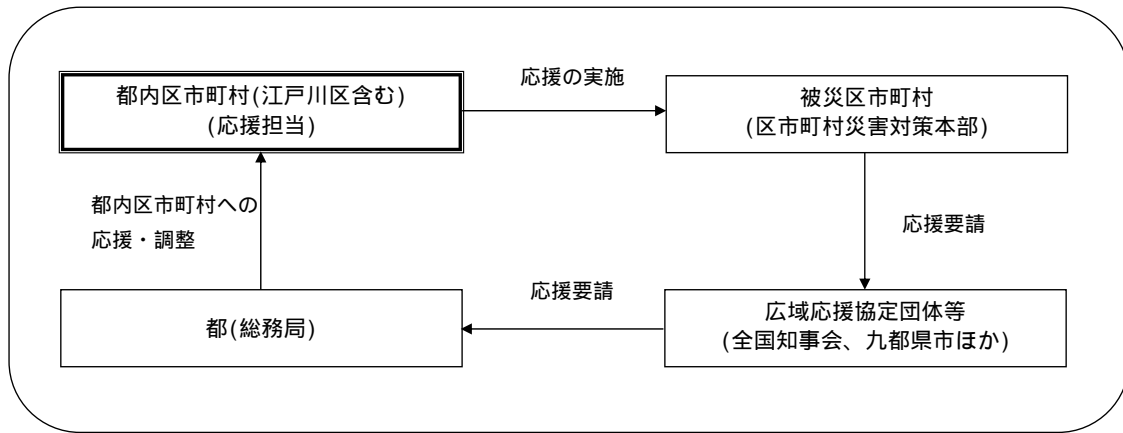 都内区市町村(江戸川区含む)
(応援担当)
応援の実施
被災区市町村
(区市町村災害対策本部)
都内区市町村への
応援・調整
応援要請
都(総務局)
応援要請
広域応援協定団体等
(全国知事会、九都県市ほか)